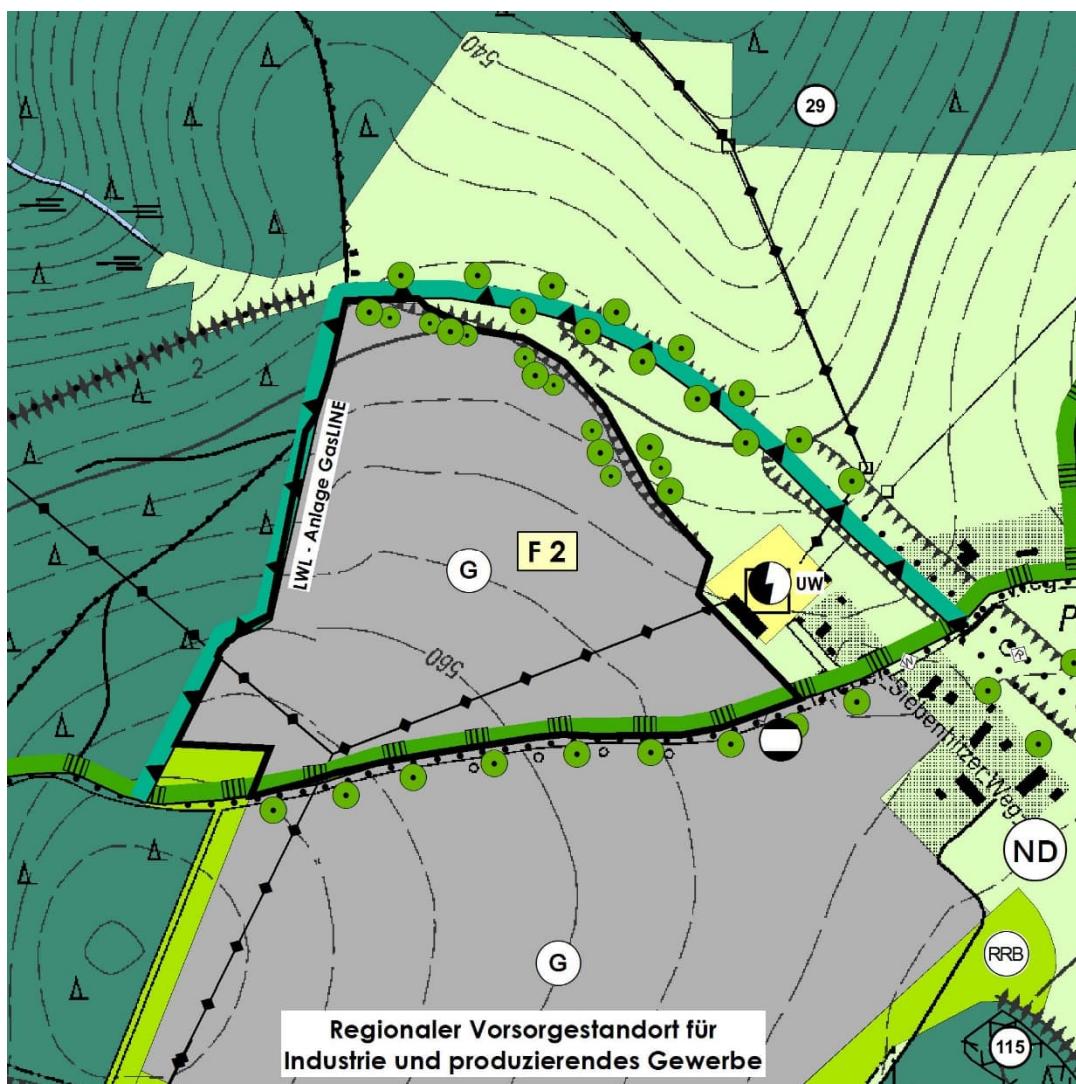 540
29
2
LWL - Anlage GasLINE
F 2
G
UW
560
Siebenhitzer Weg
ND
G
RRB
Regionaler Vorsorgestandort für
Industrie und produzierendes Gewerbe
115